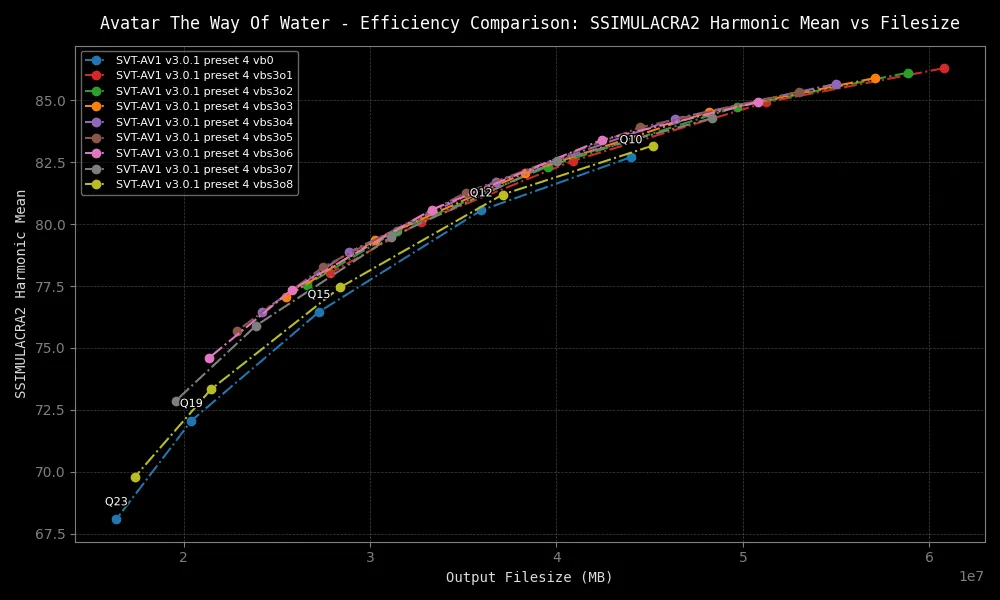 Avatar The Way Of Water - Efficiency Comparison: SSIMULACRA2 Harmonic Mean vs Filesize
SVT-AV1 v3.0.1 preset 4 vb0
SVT-AV1 v3.0.1 preset 4 vbs3o1
SVT-AV1 v3.0.1 preset 4 vbs3o2
SVT-AV1 v3.0.1 preset 4 vbs3o3
SVT-AV1 v3.0.1 preset 4 vbs3o4
SVT-AV1 v3.0.1 preset 4 vbs3o5
SVT-AV1 v3.0.1 preset 4 vbs3o6
SVT-AV1 v3.0.1 preset 4 vbs3o7
SVT-AV1 v3.0.1 preset 4 vbs3o8
SSIMULACRA2 Harmonic Mean
85.0
82.5
80.0
77.5
75.0
72.5
70.0
67.5
Q10
Q12
Q15
Q19
Q23
2 3 4 5 6
1e7
Output Filesize (MB)